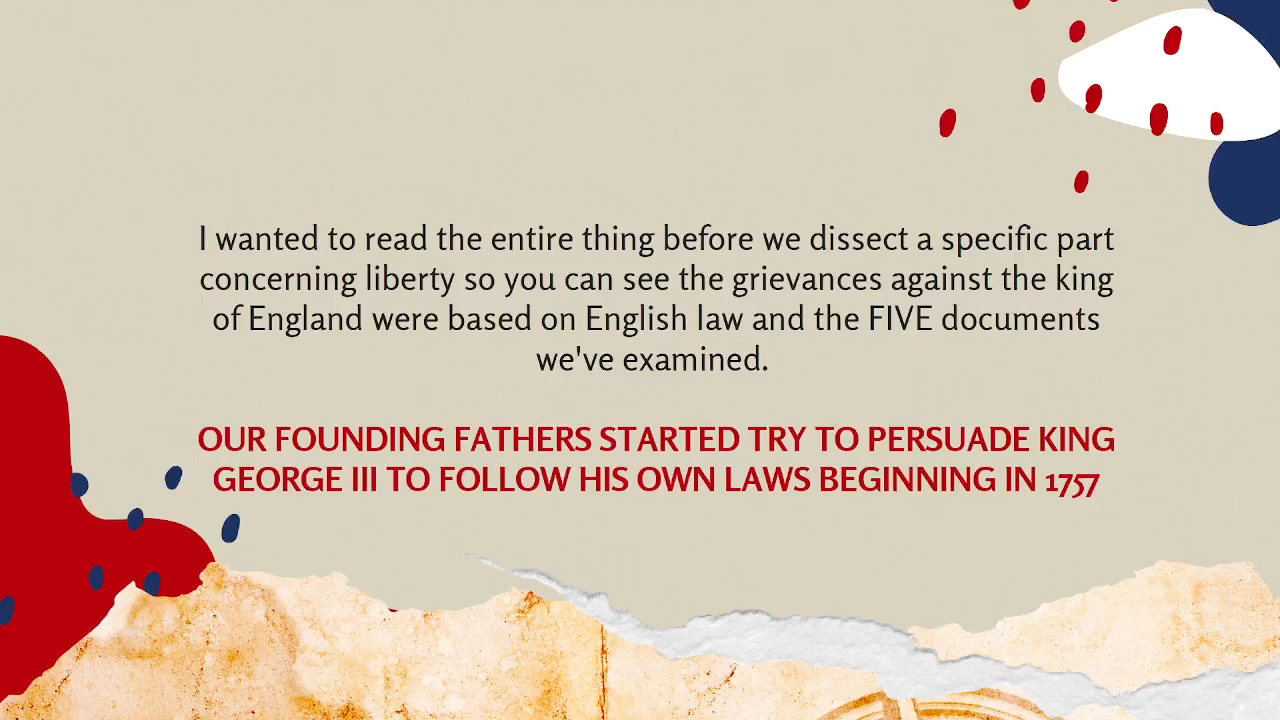 I wanted to read the entire thing before we dissect a specific part
concerning liberty so you can see the grievances against the king
of England were based on English law and the FIVE documents
we've examined.
OUR FOUNDING FATHERS STARTED TRY TO PERSUADE KING
GEORGE III TO FOLLOW HIS OWN LAWS BEGINNING IN 1757